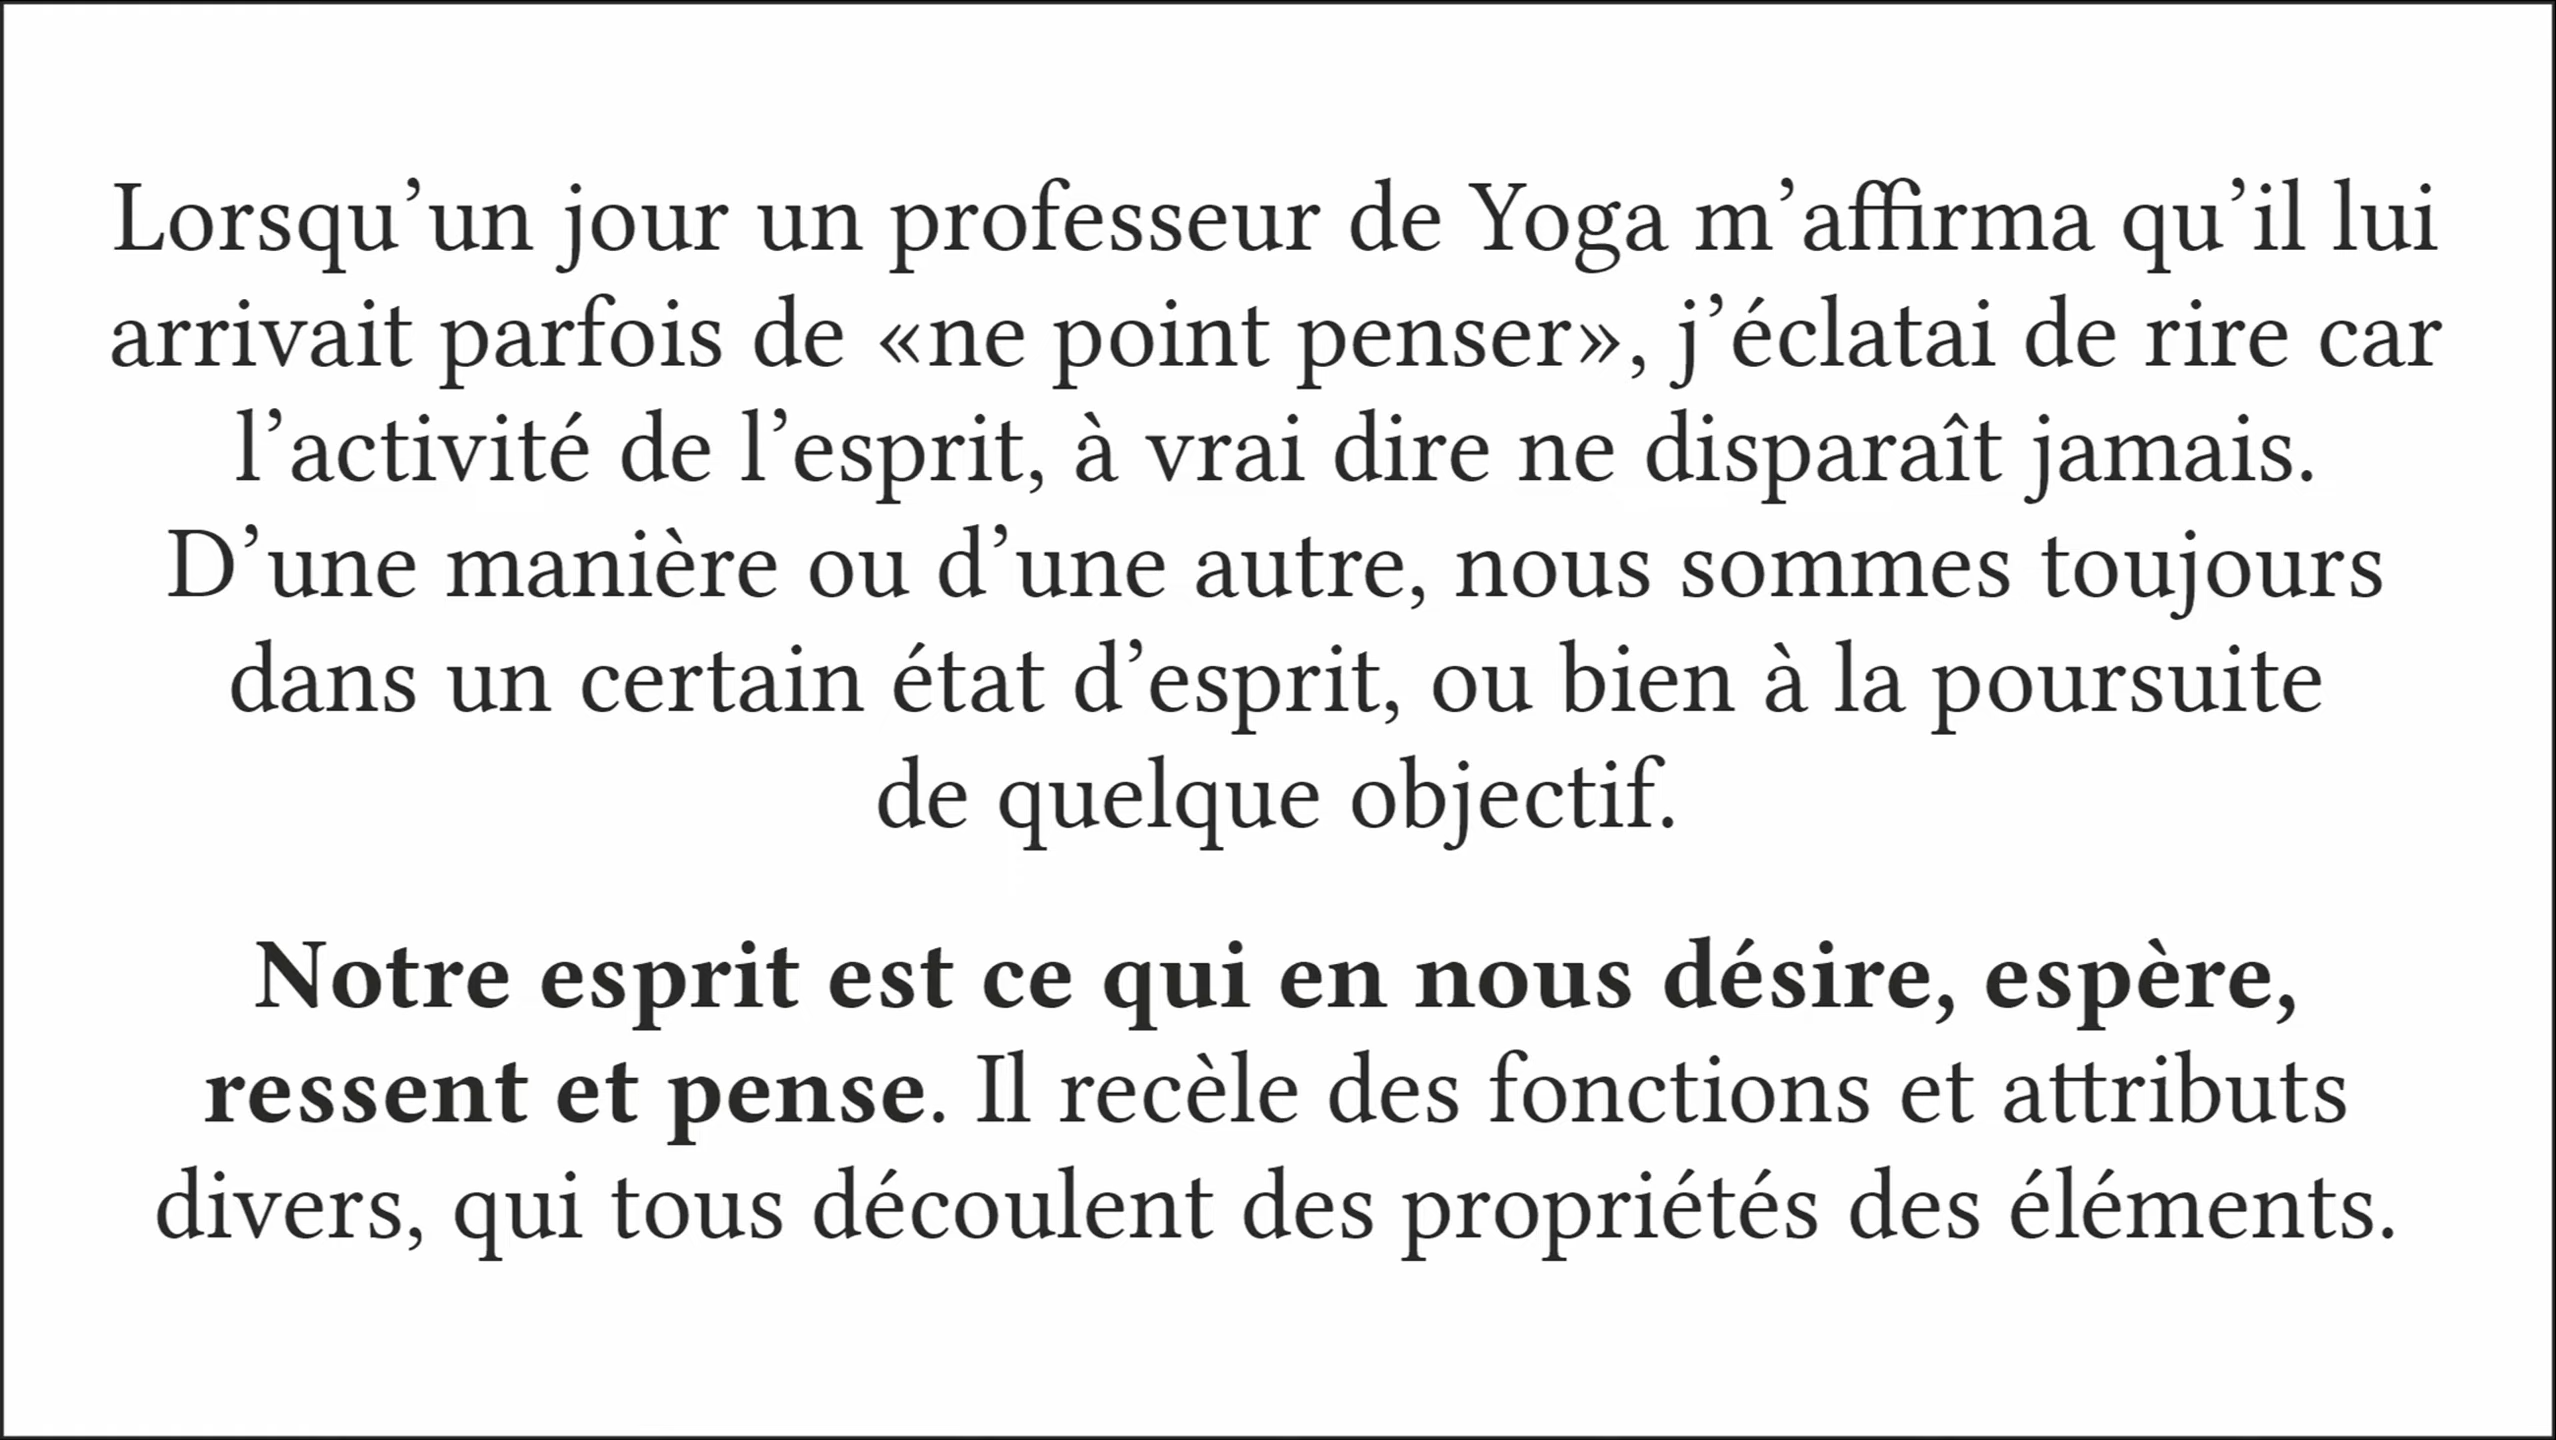 Lorsqu’un jour un professeur de Yoga m’affirma qu’il lui
arrivait parfois de «ne point penser», j’éclatai de rire car
l’activité de l’esprit, à vrai dire ne disparaît jamais.
D’une manière ou d’une autre, nous sommes toujours
dans un certain état d’esprit, ou bien à la poursuite
de quelque objectif.
Notre esprit est ce qui en nous désire, espère,
ressent et pense. Il recèle des fonctions et attributs
divers, qui tous découlent des propriétés des éléments.